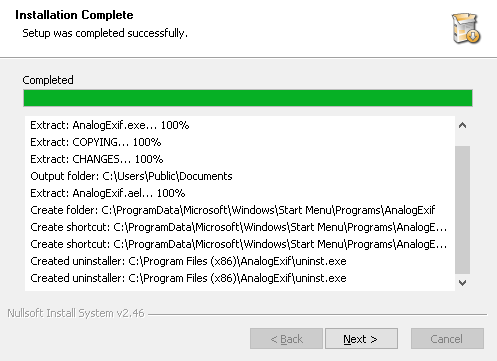 Installation Complete
Setup was completed successfully.
Completed
Extract: AnalogExif.exe... 100%
Extract: COPYING... 100%
Extract: CHANGES... 100%
Output folder: C:\Users\Public\Documents
Extract: AnalogExif.ael... 100%
Create folder: C:\ProgramData\Microsoft\Windows\Start Menu\Programs\AnalogExif
Create shortcut: C:\ProgramData\Microsoft\Windows\Start Menu\Programs\AnalogE...
Create shortcut: C:\ProgramData\Microsoft\Windows\Start Menu\Programs\AnalogE...
Created uninstaller: C:\Program Files (x86)\AnalogExif\uninst.exe
Created uninstaller: C:\Program Files (x86)\AnalogExif\uninst.exe
Nullsoft Install System v2.46
< Back
Next >
Cancel